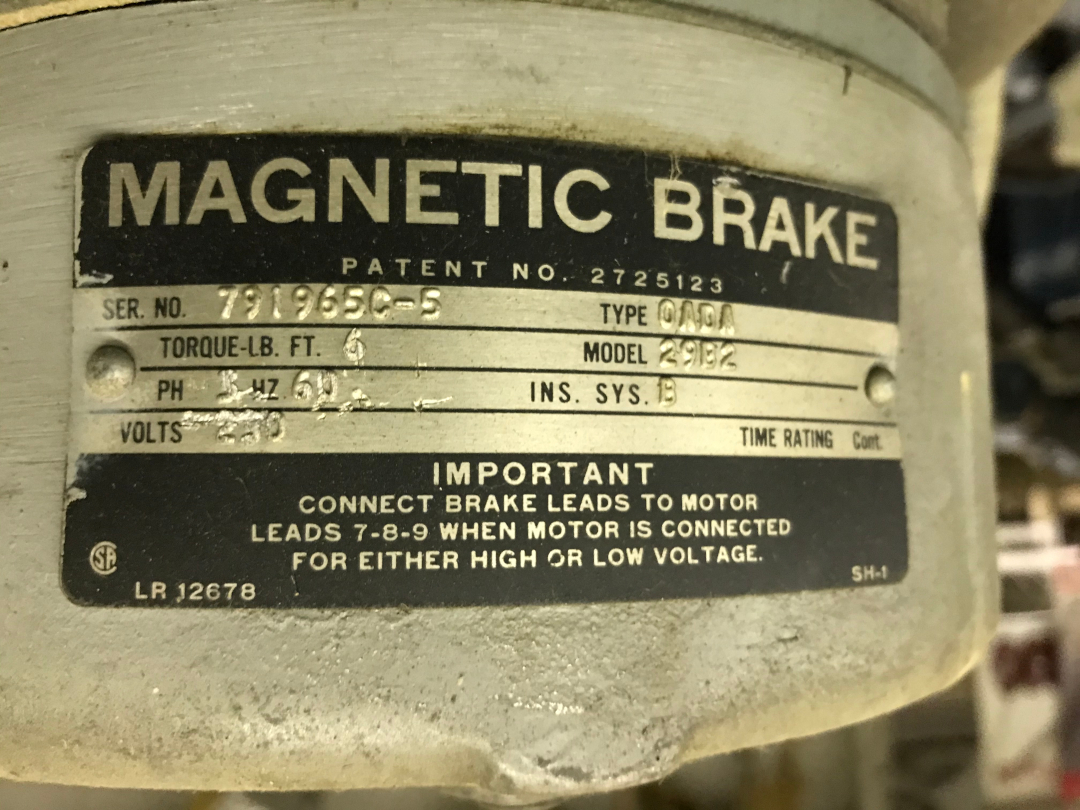 MAGNETIC BRAKE
PATENT NO. 2725123
SER. NO. 791965C-5 TYPE
TORQUE-LB. FT. 6 MODEL 29B2
PH 3 HZ 60 INS. SYS. B
VOLTS 230 TIME RATING Cont.
IMPORTANT
CONNECT BRAKE LEADS TO MOTOR
LEADS 7-8-9 WHEN MOTOR IS CONNECTED
FOR EITHER HIGH OR LOW VOLTAGE.
LR 12678 SH-1